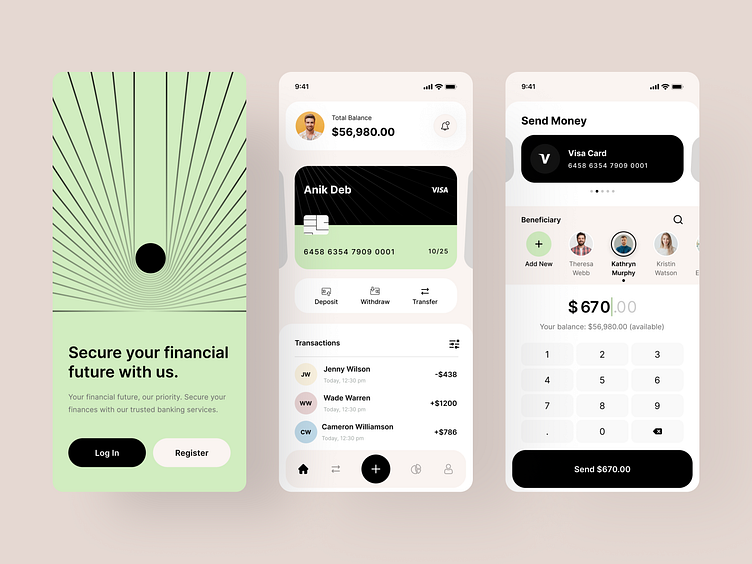 Secure your financial
future with us.
Your financial future, our priority. Secure your
finances with our trusted banking services.
Log In
Register
9:41
Total Balance
$56,980.00
Anik Deb
VISA
6458 6354 7909 0001
10/25
Deposit
Withdraw
Transfer
Transactions
JW
Jenny Wilson
Today, 12:30 pm
-$438
WW
Wade Warren
Today, 12:30 pm
+$1200
CW
Cameron Williamson
Today, 12:30 pm
+$786
9:41
Send Money
V
Visa Card
6458 6354 7909 0001
Beneficiary
Add New
Theresa
Webb
Kathryn
Murphy
Kristin
Watson
E
$670.00
Your balance: $56,980.00 (available)
1
2
3
4
5
6
7
8
9
.
0
Send $670.00